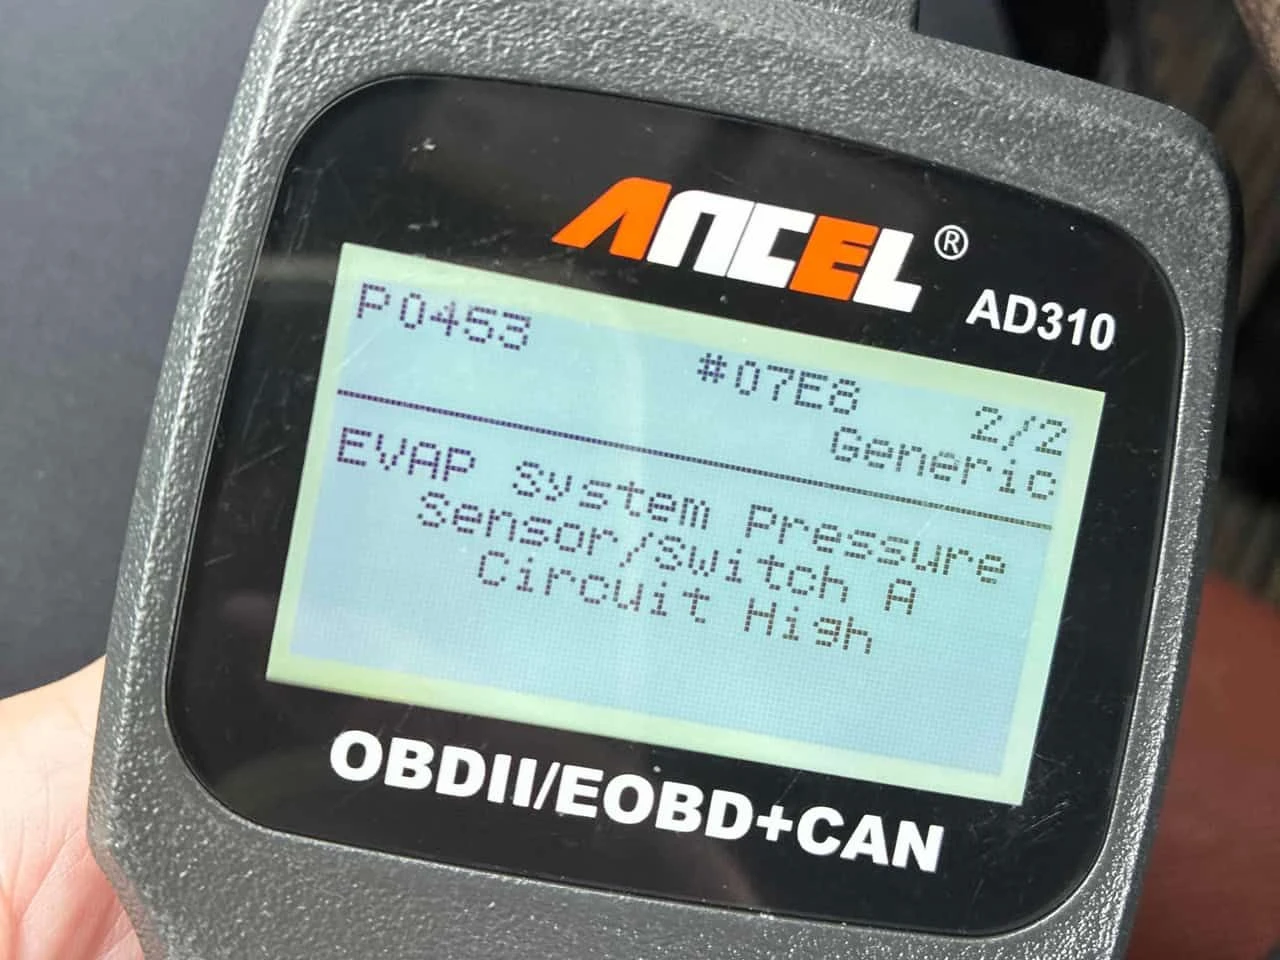 ANCEL®
AD310
P0453
#07E8 2/2
Generic
EVAP System Pressure
Sensor/Switch A
Circuit High
OBDII/EOBD+CAN